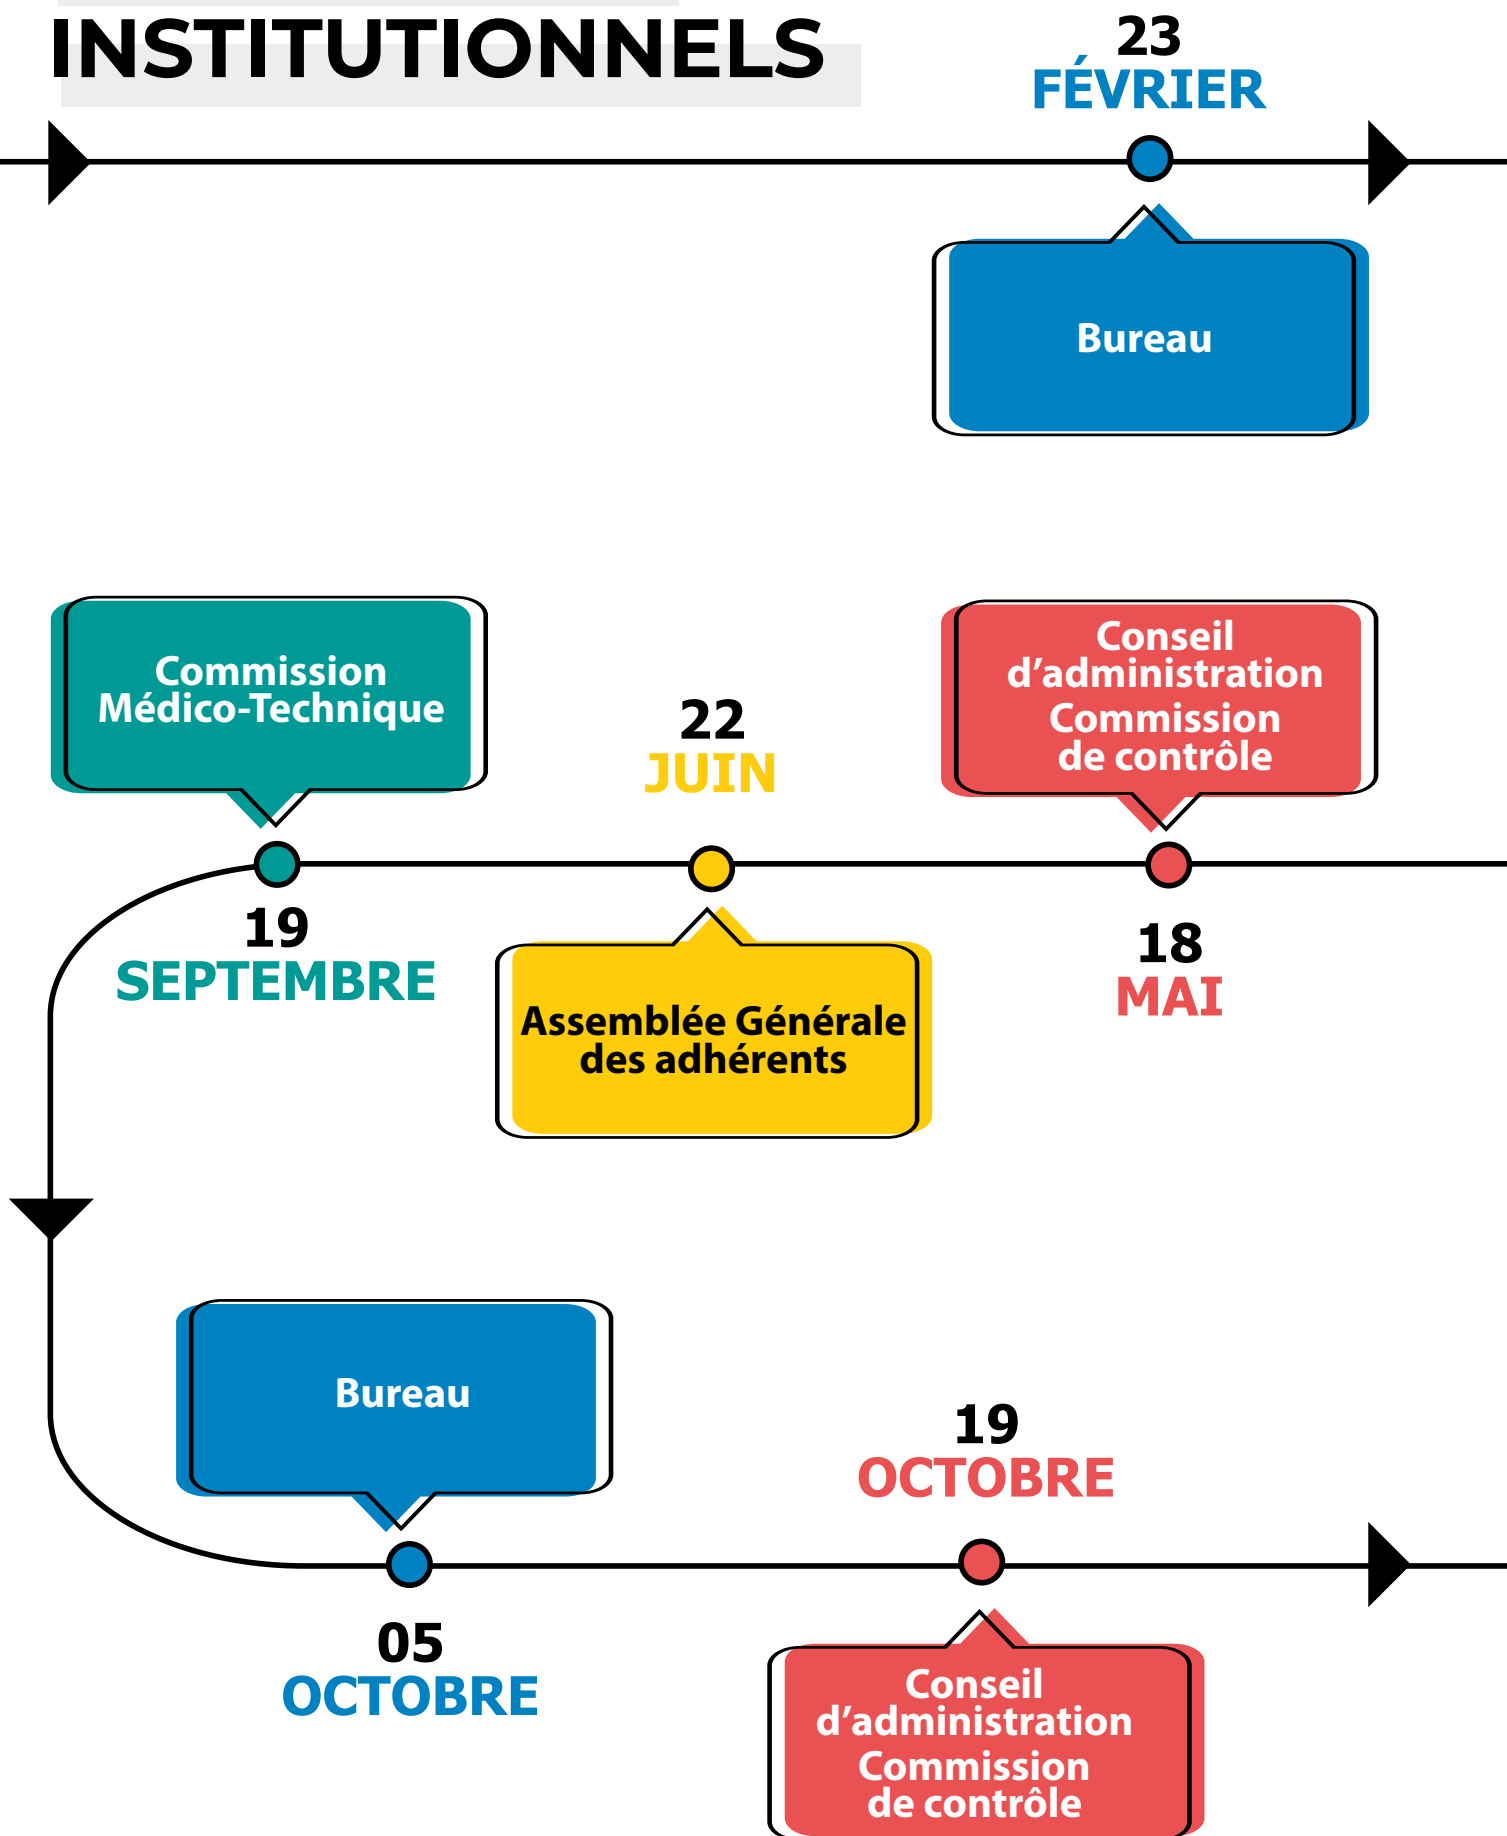 INSTITUTIONNELS
23
FÉVRIER
Bureau
Commission
Médico-Technique
19
SEPTEMBRE
22
JUIN
Assemblée Générale
des adhérents
Conseil
d’administration
Commission
de contrôle
18
MAI
Bureau
05
OCTOBRE
19
OCTOBRE
Conseil
d’administration
Commission
de contrôle